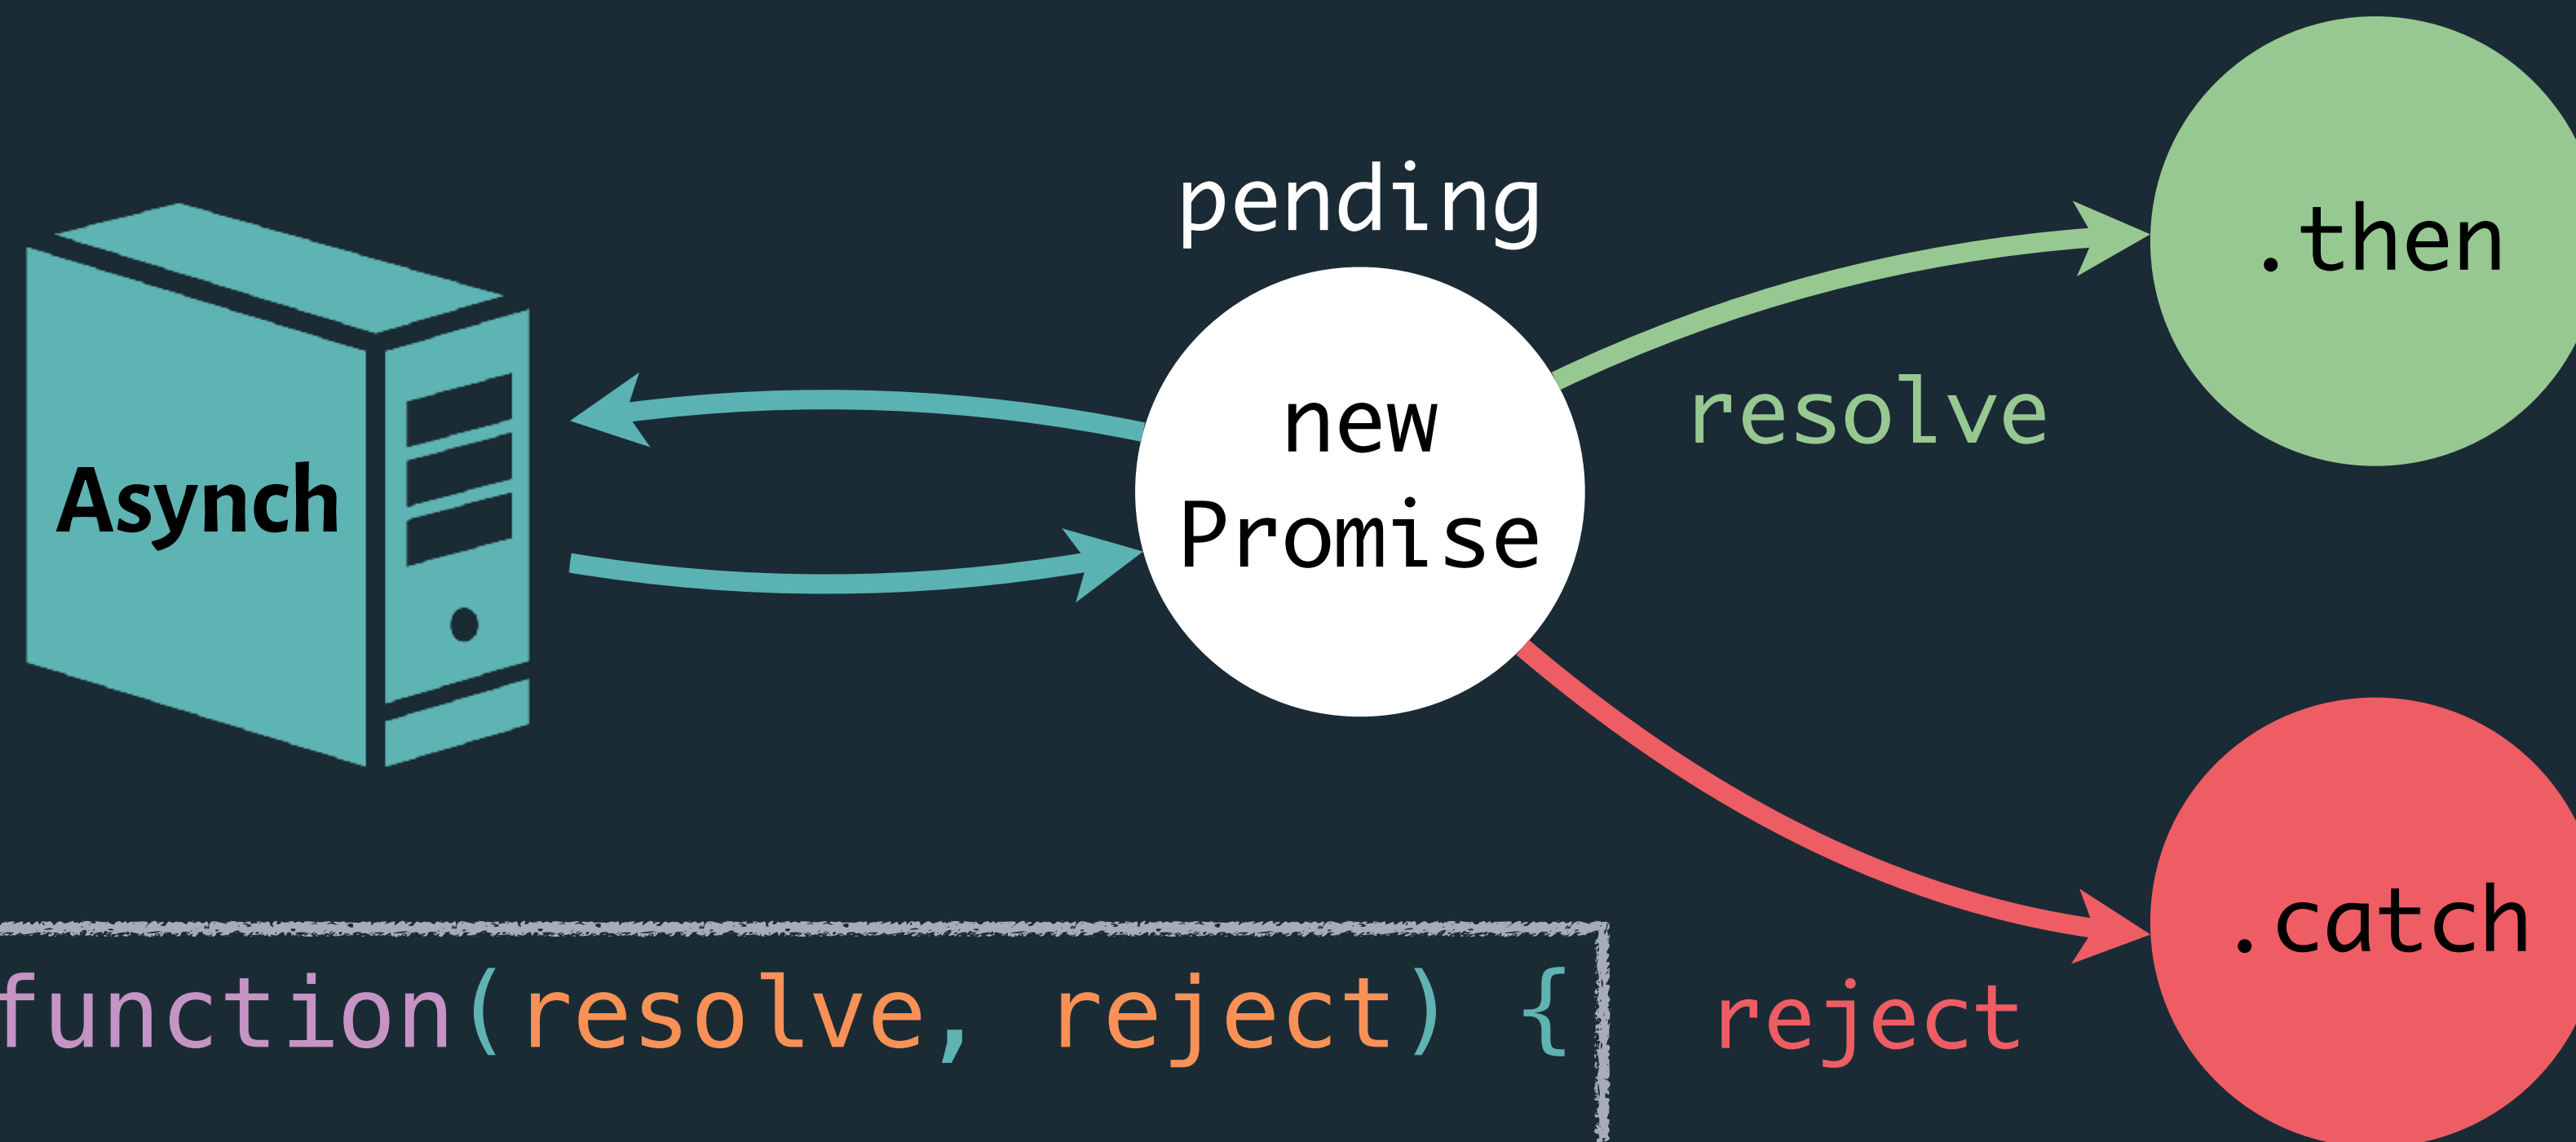 pending
.then
new
Promise
resolve
Asynch
.catch
function(resolve, reject) {
reject